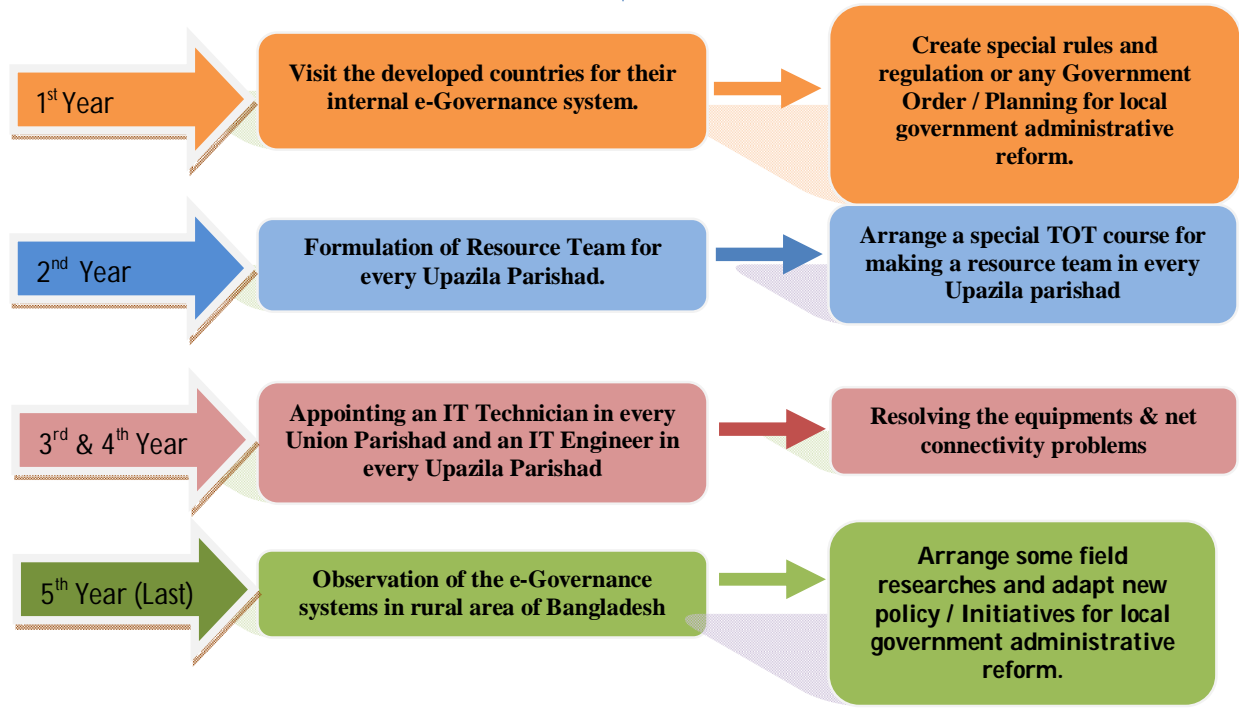 1st Year
Visit the developed countries for their
internal e-Governance system.
Create special rules and
regulation or any Government
Order / Planning for local
government administrative
reform.
2nd Year
Formulation of Resource Team for
every Upazila Parishad.
Arrange a special TOT course for
making a resource team in every
Upazila parishad
3rd & 4th Year
Appointing an IT Technician in every
Union Parishad and an IT Engineer in
every Upazila Parishad
Resolving the equipments & net
connectivity problems
5th Year (Last)
Observation of the e-Governance
systems in rural area of Bangladesh
Arrange some field
researches and adapt new
policy / Initiatives for local
government administrative
reform.